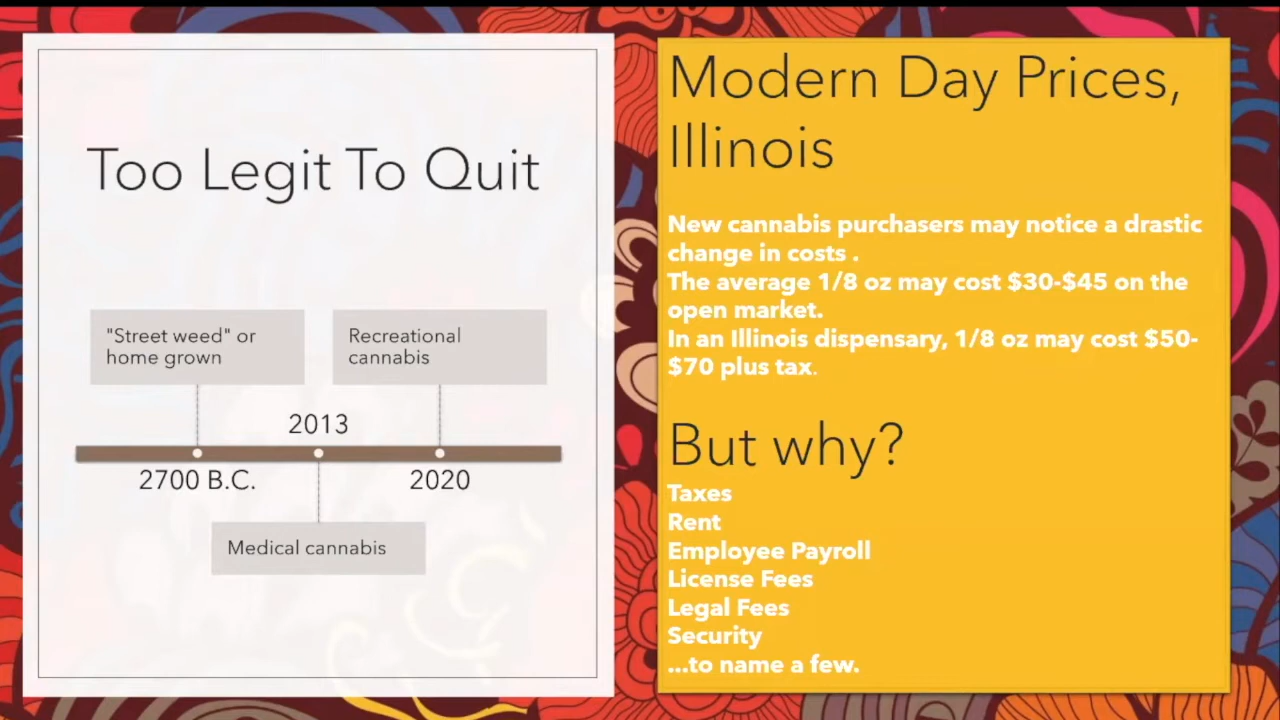 Too Legit To Quit
"Street weed" or
home grown
Recreational
cannabis
2013
2700 B.C.
2020
Medical cannabis
Modern Day Prices,
Illinois
New cannabis purchasers may notice a drastic
change in costs .
The average 1/8 oz may cost $30-$45 on the
open market.
In an Illinois dispensary, 1/8 oz may cost $50-
$70 plus tax.
But why?
Taxes
Rent
Employee Payroll
License Fees
Legal Fees
Security
...to name a few.